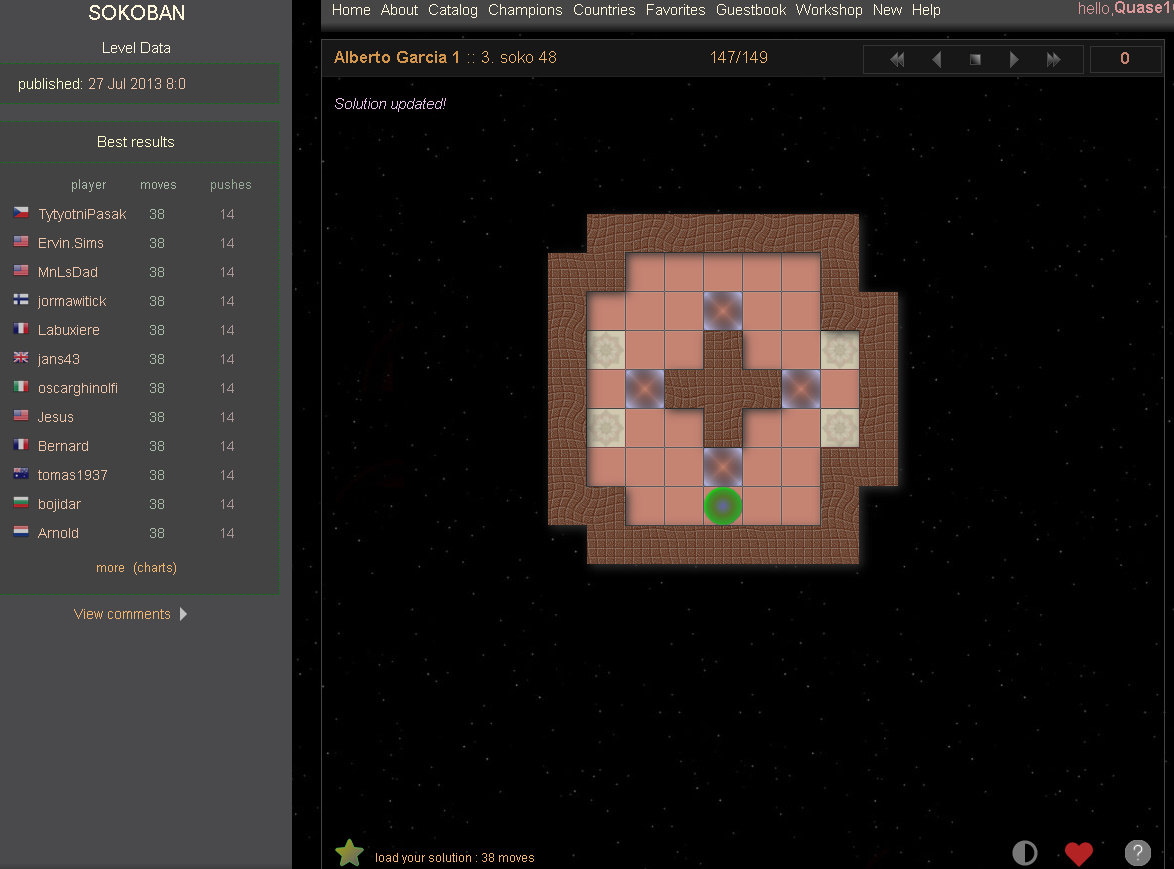 SOKOBAN
Level Data
published: 27 Jul 2013 8:0
Best results
player moves pushes
TytyotniPasak 38 14
Ervin.Sims 38 14
MnLsDad 38 14
jormawitick 38 14
Labuxiere 38 14
jans43 38 14
oscarghinolfi 38 14
Jesus 38 14
Bernard 38 14
tomas1937 38 14
bojidar 38 14
Arnold 38 14
more (charts)
View comments
Home About Catalog Champions Countries Favorites Guestbook Workshop New Help
hello,Quase1
Alberto Garcia 1 :: 3. soko 48 147/149 0
Solution updated!
load your solution : 38 moves
?